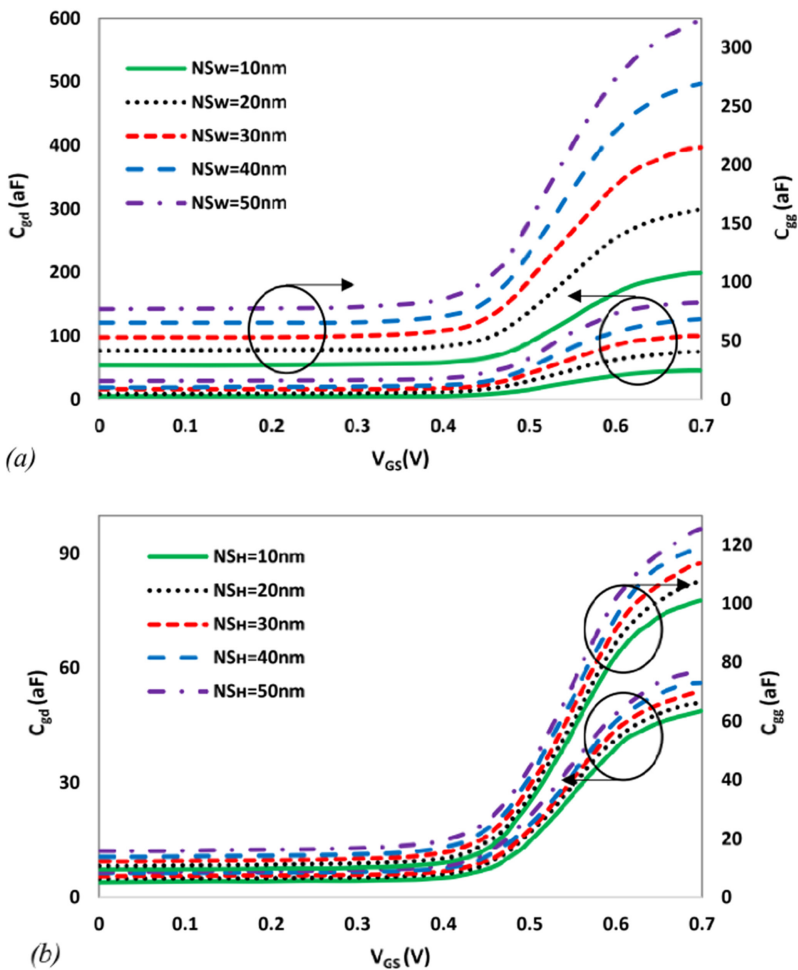 600
500
400
300
200
100
0
Cgd (aF)
NSW=10nm
NSW=20nm
NSW=30nm
NSW=40nm
NSW=50nm
300
250
200
150
100
50
0
Cgg (aF)
0 0.1 0.2 0.3 0.4 0.5 0.6 0.7
VGS(V)
(a)
90
60
30
0
Cgd (aF)
NSH=10nm
NSH=20nm
NSH=30nm
NSH=40nm
NSH=50nm
120
100
80
60
40
20
0
Cgg (aF)
0 0.1 0.2 0.3 0.4 0.5 0.6 0.7
VGS(V)
(b)